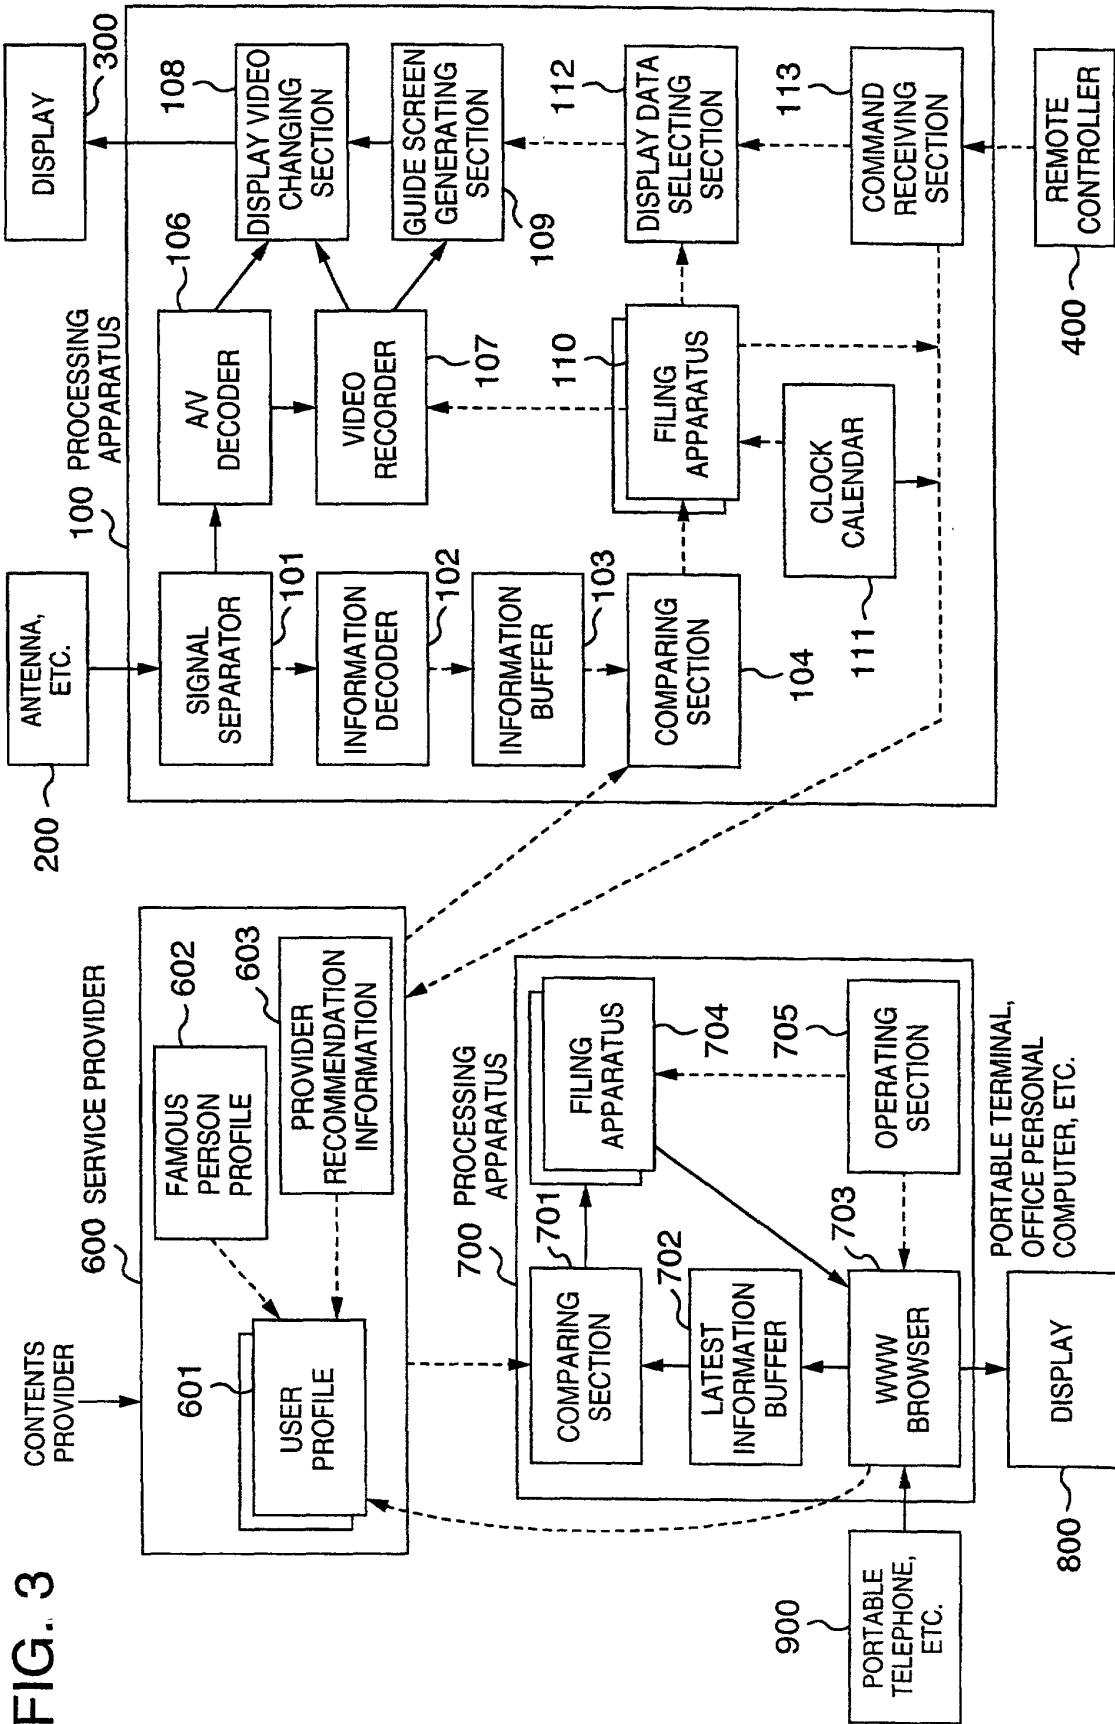 FIG. 3
CONTENTS
PROVIDER
600 SERVICE PROVIDER
601
USER
PROFILE
FAMOUS
PERSON
PROFILE
602
603
PROVIDER
RECOMMENDATION
INFORMATION
700 PROCESSING
APPARATUS
701
COMPARING
SECTION
702
LATEST
INFORMATION
BUFFER
703
WWW
BROWSER
FILING
APPARATUS
704
705
OPERATING
SECTION
PORTABLE TERMINAL,
OFFICE PERSONAL
COMPUTER, ETC.
DISPLAY
800
900
PORTABLE
TELEPHONE,
ETC.
ANTENNA,
ETC.
200
100 PROCESSING
APPARATUS
SIGNAL
SEPARATOR
101
INFORMATION
DECODER
102
INFORMATION
BUFFER
103
COMPARING
SECTION
104
A/V
DECODER
106
VIDEO
RECORDER
107
110
FILING
APPARATUS
CLOCK
CALENDAR
111
DISPLAY
300
108
DISPLAY VIDEO
CHANGING
SECTION
GUIDE SCREEN
GENERATING
SECTION
109
112
DISPLAY DATA
SELECTING
SECTION
113
COMMAND
RECEIVING
SECTION
REMOTE
CONTROLLER
400